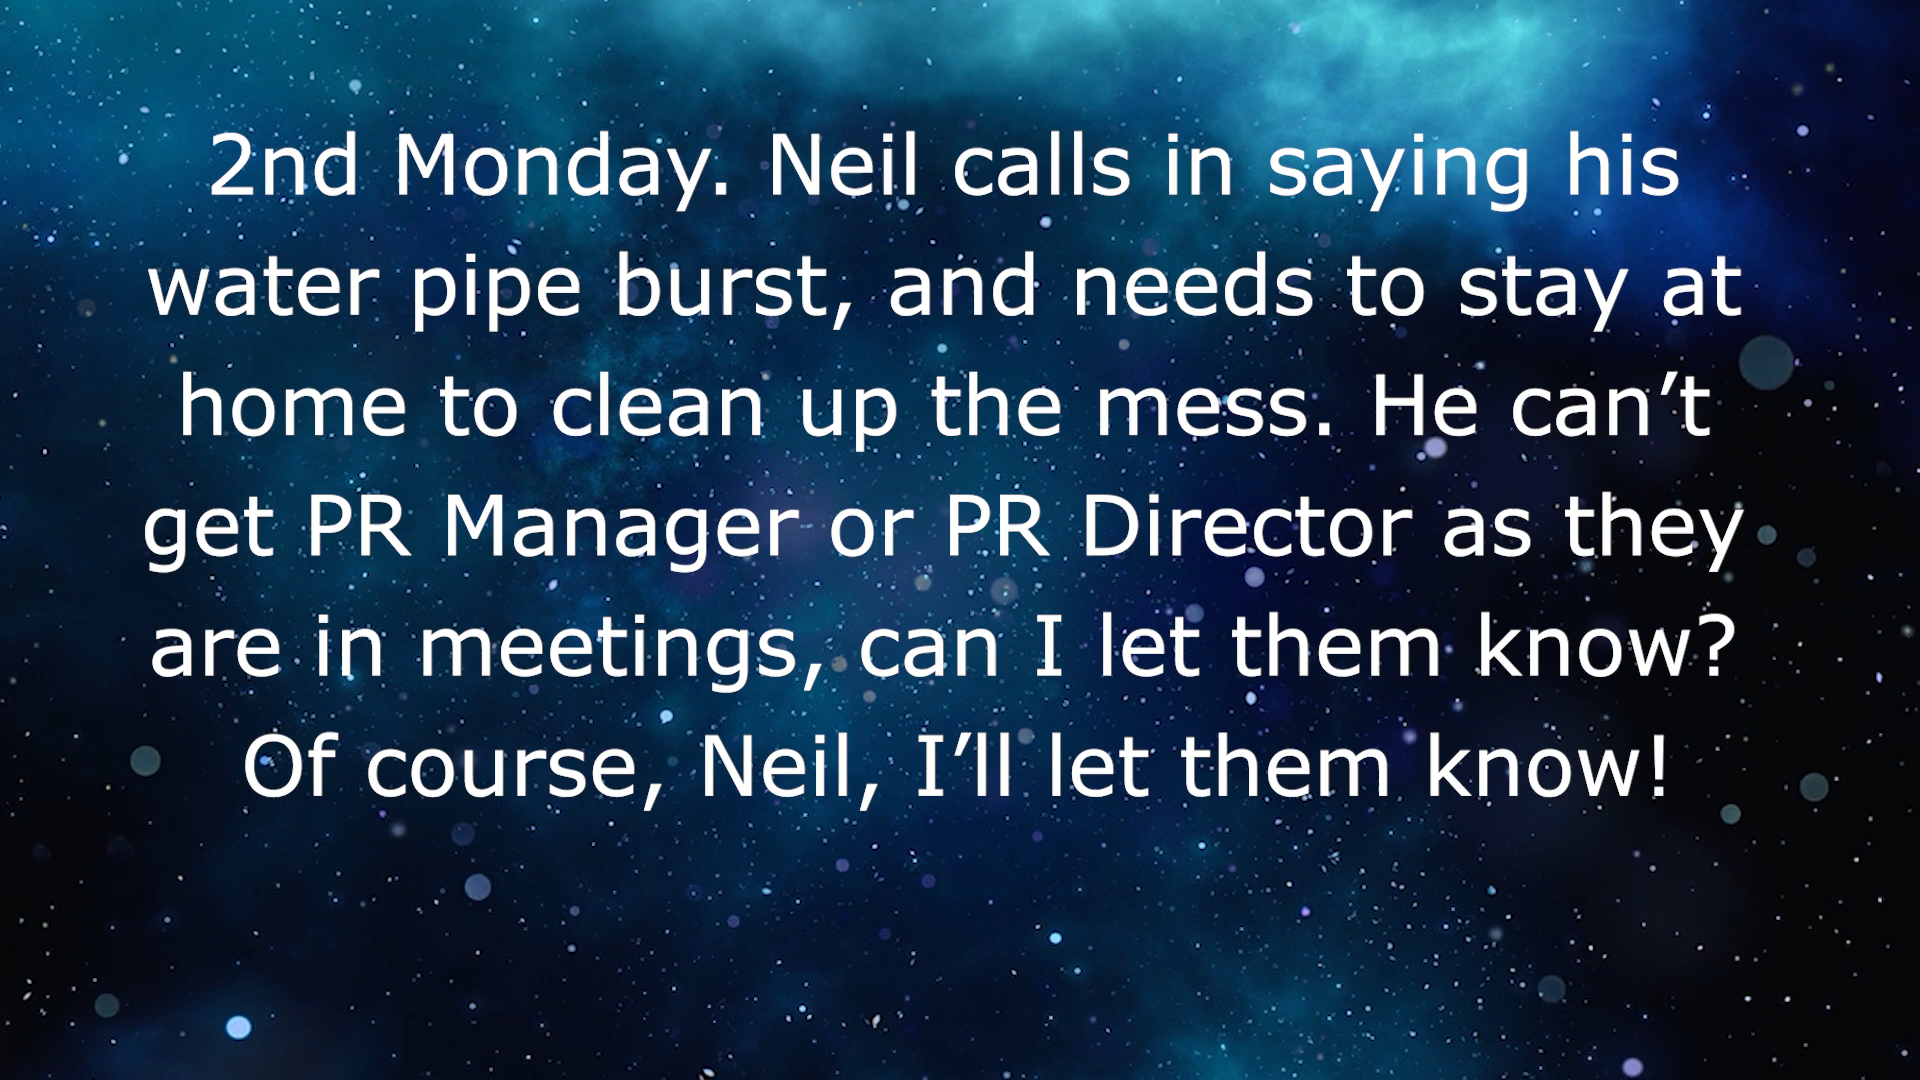 2nd Monday. Neil calls in saying his
water pipe burst, and needs to stay at
home to clean up the mess. He can’t
get PR Manager or PR Director as they
are in meetings, can I let them know?
Of course, Neil, I’ll let them know!